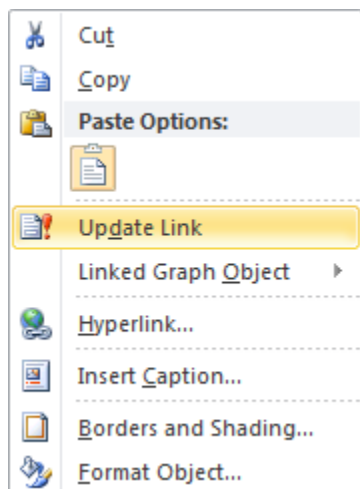 Cut
Copy
Paste Options:
Update Link
Linked Graph Object
Hyperlink...
Insert Caption...
Borders and Shading...
Format Object...